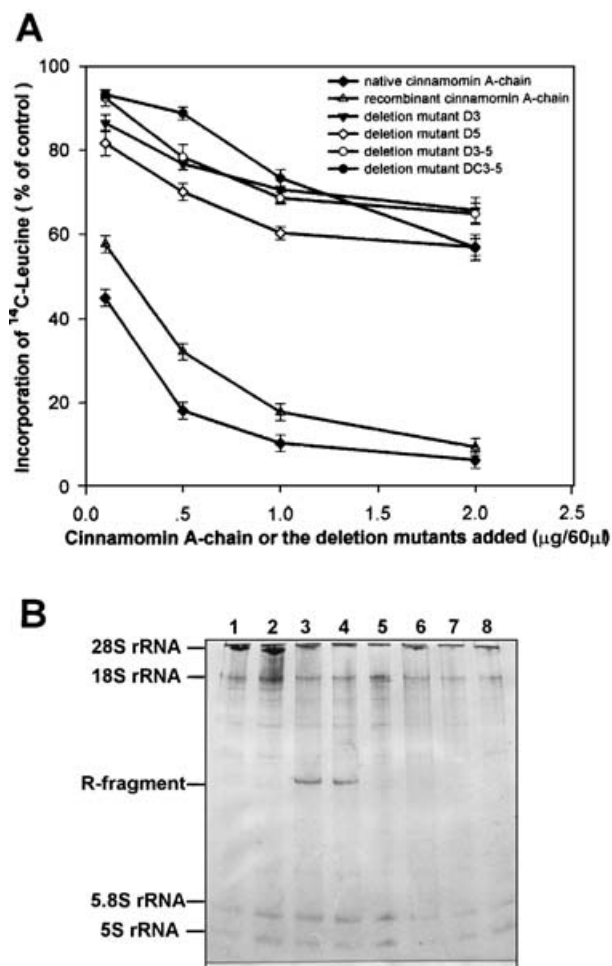 A
Incorporation of ¹⁴C-Leucine ( % of control)
100
80
60
40
20
0
native cinnamomin A-chain
recombinant cinnamomin A-chain
deletion mutant D3
deletion mutant D5
deletion mutant D3-5
deletion mutant DC3-5
0.0 .5 1.0 1.5 2.0 2.5
Cinnamomin A-chain or the deletion mutants added (μg/60μl)
B
1 2 3 4 5 6 7 8
28S rRNA
18S rRNA
R-fragment
5.8S rRNA
5S rRNA